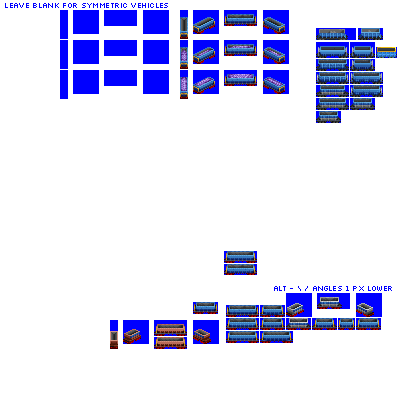 LEAVE BLANK FOR SYMMETRIC VEHICLES
ALT - \ / ANGLES 1 PX LOWER